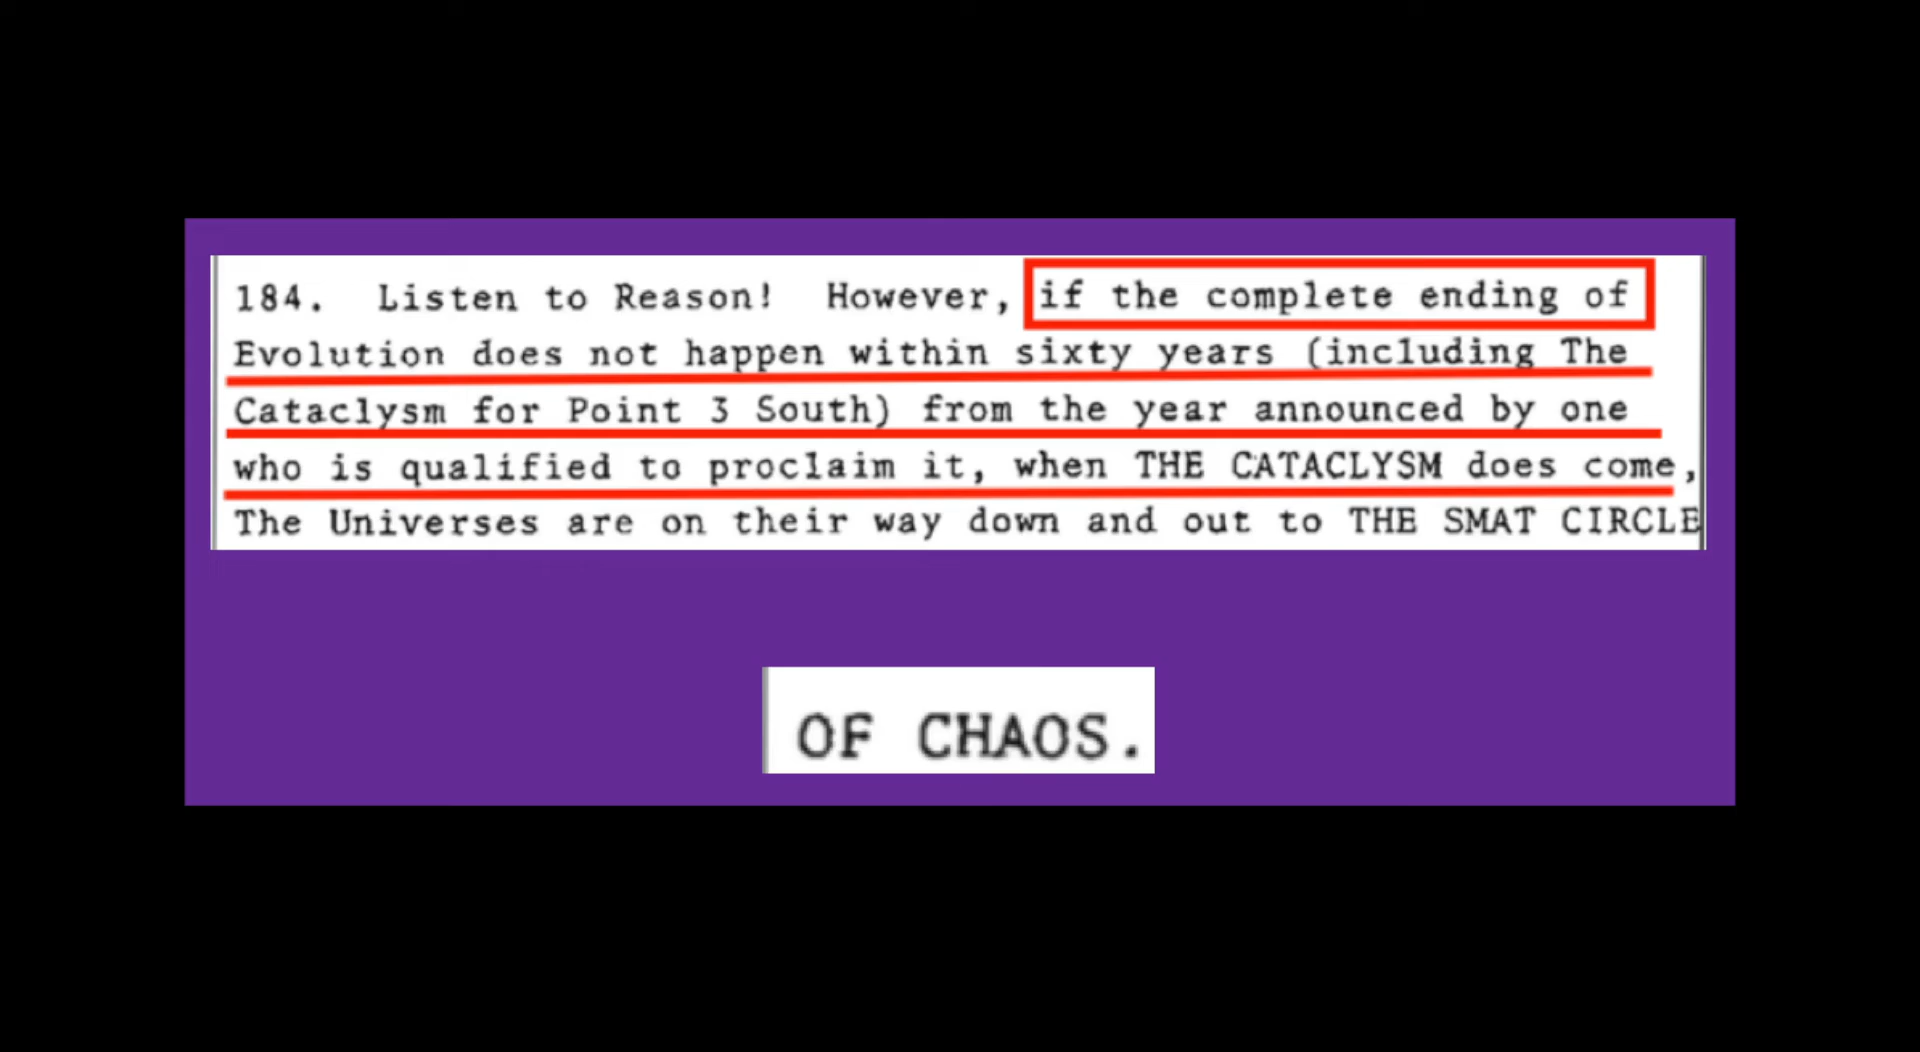 184. Listen to Reason! However, if the complete ending of
Evolution does not happen within sixty years (including The
Cataclysm for Point 3 South) from the year announced by one
who is qualified to proclaim it, when THE CATACLYSM does come,
The Universes are on their way down and out to THE SMAT CIRCLE
OF CHAOS.